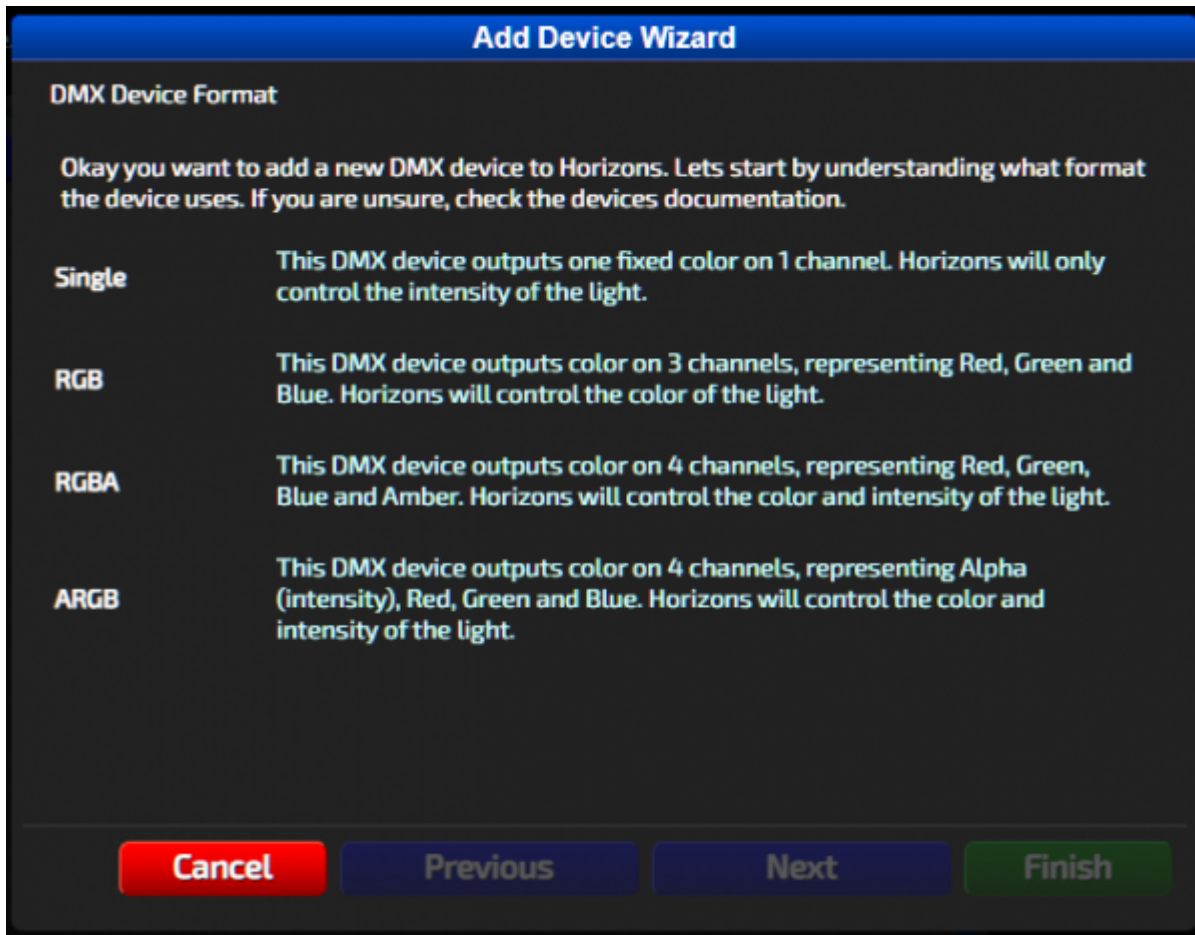 Add Device Wizard
DMX Device Format
Okay you want to add a new DMX device to Horizons. Lets start by understanding what format
the device uses. If you are unsure, check the devices documentation.
Single
This DMX device outputs one fixed color on 1 channel. Horizons will only
control the intensity of the light.
RGB
This DMX device outputs color on 3 channels, representing Red, Green and
Blue. Horizons will control the color of the light.
RGBA
This DMX device outputs color on 4 channels, representing Red, Green,
Blue and Amber. Horizons will control the color and intensity of the light.
ARGB
This DMX device outputs color on 4 channels, representing Alpha
(intensity), Red, Green and Blue. Horizons will control the color and
intensity of the light.
Cancel
Previous
Next
Finish